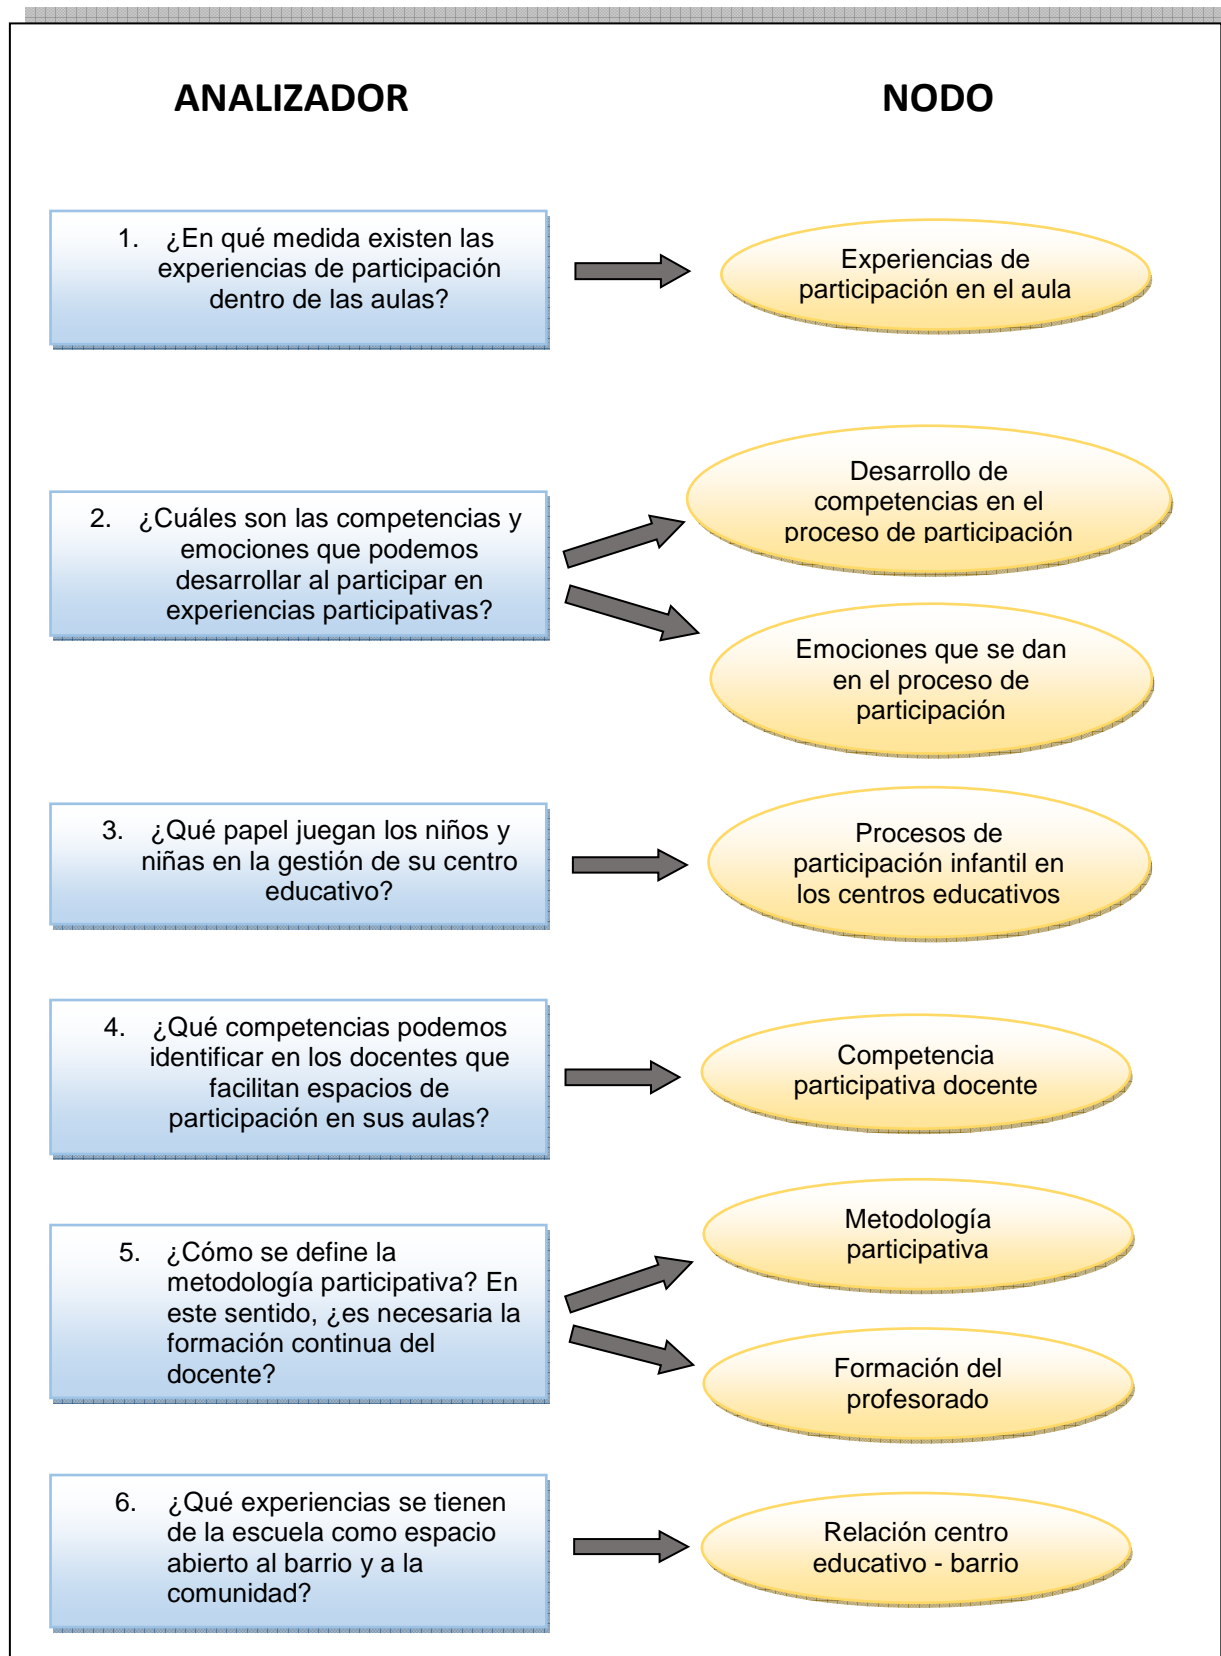 ANALIZADOR
NODO
1. ¿En qué medida existen las
experiencias de participación
dentro de las aulas?
Experiencias de
participación en el aula
2. ¿Cuáles son las competencias y
emociones que podemos
desarrollar al participar en
experiencias participativas?
Desarrollo de
competencias en el
proceso de participación
Emociones que se dan
en el proceso de
participación
3. ¿Qué papel juegan los niños y
niñas en la gestión de su centro
educativo?
Procesos de
participación infantil en
los centros educativos
4. ¿Qué competencias podemos
identificar en los docentes que
facilitan espacios de
participación en sus aulas?
Competencia
participativa docente
5. ¿Cómo se define la
metodología participativa? En
este sentido, ¿es necesaria la
formación continua del
docente?
Metodología
participativa
Formación del
profesorado
6. ¿Qué experiencias se tienen
de la escuela como espacio
abierto al barrio y a la
comunidad?
Relación centro
educativo - barrio